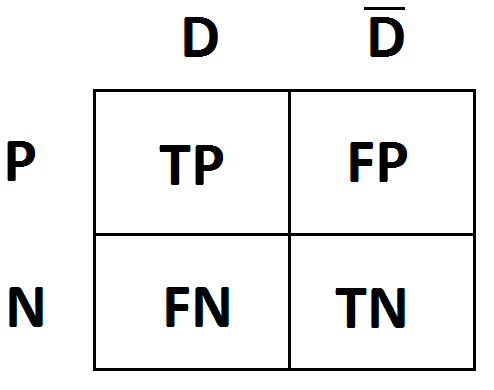 D D̅
P TP FP
N FN TN